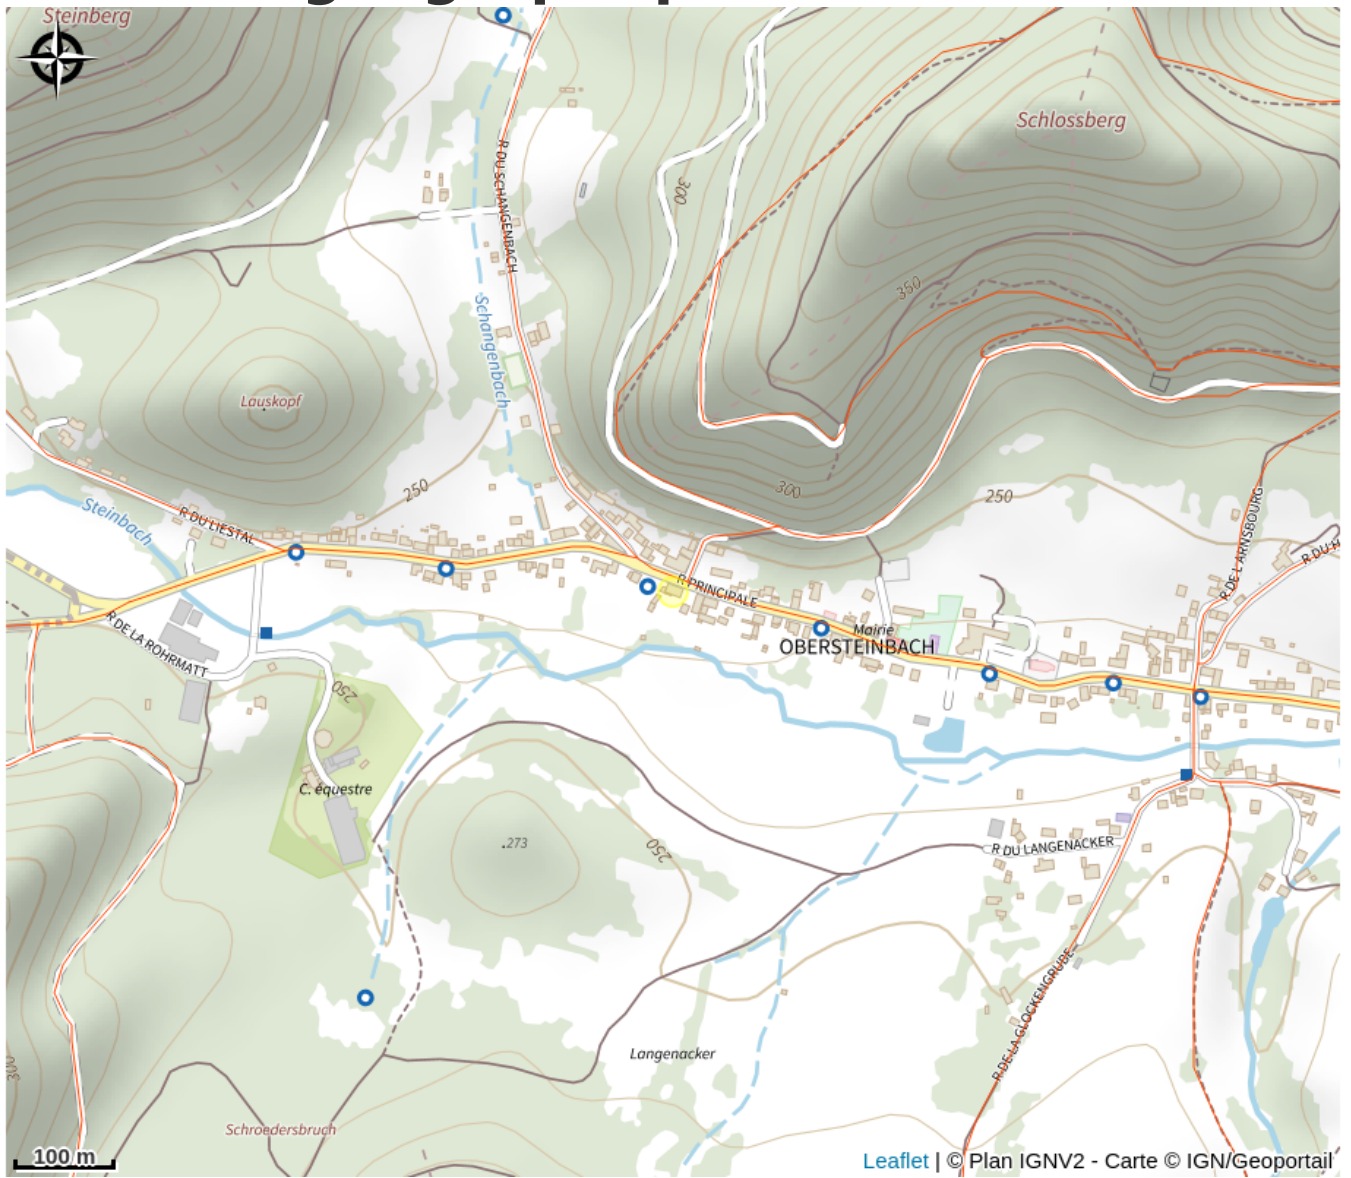 Steinberg
Schlossberg
R DU SCHANGENBACH
300
350
Schangenbach
Lauskopf
250
300
250
Steinbach
R DU LIESTAL
R DE L'ARNSBOURG
R DU H
R PRINCIPALE
Mairie
OBERSTEINBACH
R DE LA ROHRMATT
250
C. équestre
.273
250
R DU LANGENACKER
R DE LA GLOCKENGRUBE
Langenacker
300
Schroedersbruch
100 m
Leaflet | © Plan IGNV2 - Carte © IGN/Geoportail